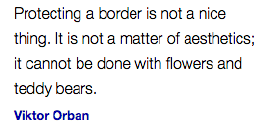 Protecting a border is not a nice
thing. It is not a matter of aesthetics;
it cannot be done with flowers and
teddy bears.
Viktor Orban